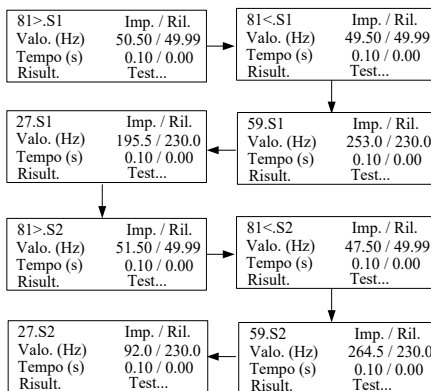 81>.S1 Imp. / Ril.
Valo. (Hz) 50.50 / 49.99
Tempo (s) 0.10 / 0.00
Risult. Test...
81<.S1 Imp. / Ril.
Valo. (Hz) 49.50 / 49.99
Tempo (s) 0.10 / 0.00
Risult. Test...
59.S1 Imp. / Ril.
Valo. (Hz) 253.0 / 230.0
Tempo (s) 0.10 / 0.00
Risult. Test...
27.S1 Imp. / Ril.
Valo. (Hz) 195.5 / 230.0
Tempo (s) 0.10 / 0.00
Risult. Test...
81>.S2 Imp. / Ril.
Valo. (Hz) 51.50 / 49.99
Tempo (s) 0.10 / 0.00
Risult. Test...
81<.S2 Imp. / Ril.
Valo. (Hz) 47.50 / 49.99
Tempo (s) 0.10 / 0.00
Risult. Test...
59.S2 Imp. / Ril.
Valo. (Hz) 264.5 / 230.0
Tempo (s) 0.10 / 0.00
Risult. Test...
27.S2 Imp. / Ril.
Valo. (Hz) 92.0 / 230.0
Tempo (s) 0.10 / 0.00
Risult. Test...